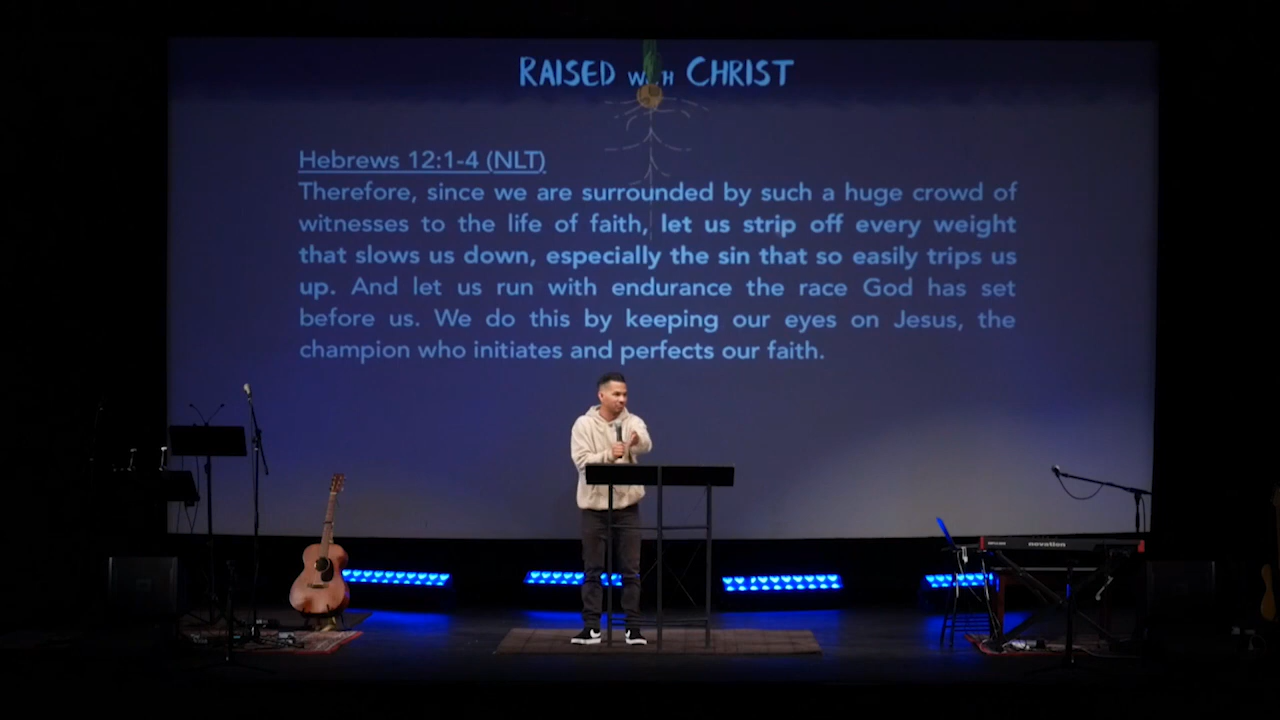 RAISED WITH CHRIST
Hebrews 12:1-4 (NLT)
Therefore, since we are surrounded by such a huge crowd of
witnesses to the life of faith, let us strip off every weight
that slows us down, especially the sin that so easily trips us
up. And let us run with endurance the race God has set
before us. We do this by keeping our eyes on Jesus, the
champion who initiates and perfects our faith.
novation